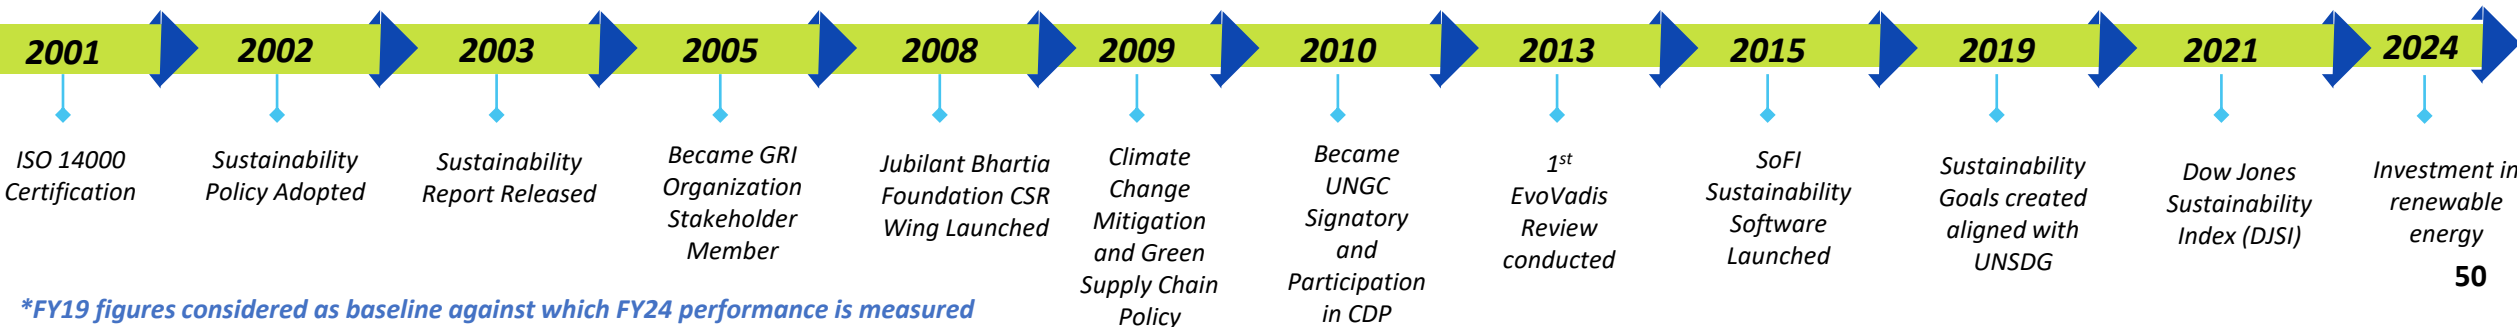 2001
ISO 14000
Certification
2002
Sustainability
Policy Adopted
2003
Sustainability
Report Released
2005
Became GRI
Organization
Stakeholder
Member
2008
Jubilant Bhartia
Foundation CSR
Wing Launched
2009
Climate
Change
Mitigation
and Green
Supply Chain
Policy
2010
Became
UNGC
Signatory
and
Participation
in CDP
2013
1st
EvoVadis
Review
conducted
2015
SoFI
Sustainability
Software
Launched
2019
Sustainability
Goals created
aligned with
UNSDG
2021
Dow Jones
Sustainability
Index (DJSI)
2024
Investment in
renewable
energy
50
*FY19 figures considered as baseline against which FY24 performance is measured